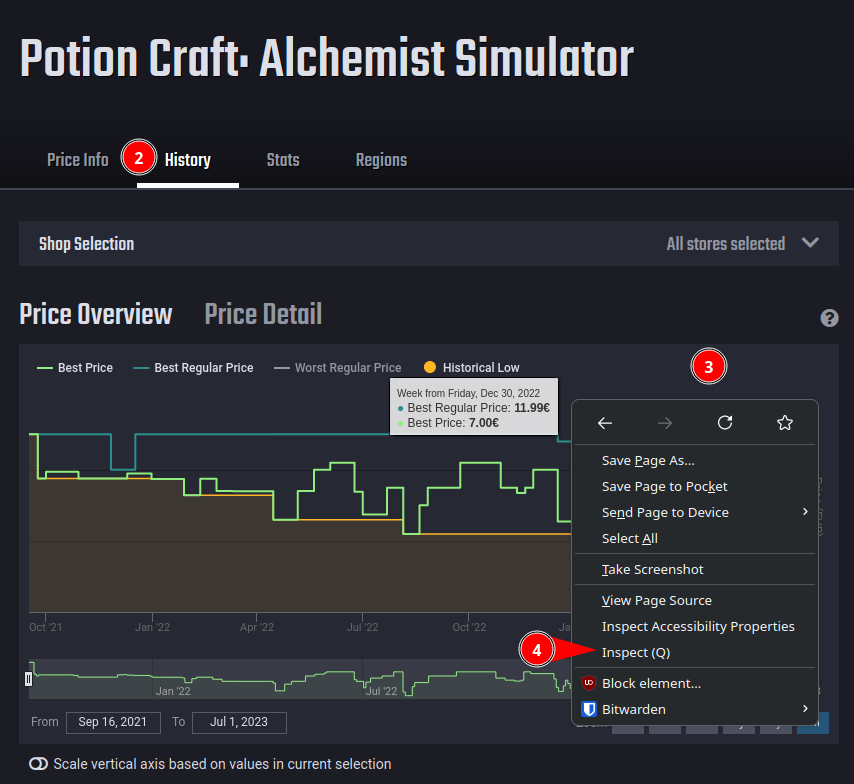 Potion Craft: Alchemist Simulator
Price Info
2
History
Stats
Regions
Shop Selection
All stores selected
Price Overview
Price Detail
?
3
Best Price
Best Regular Price
Worst Regular Price
Historical Low
Week from Friday, Dec 30, 2022
Best Regular Price: 11.99€
Best Price: 7.00€
Save Page As...
Save Page to Pocket
Send Page to Device
Select All
Take Screenshot
View Page Source
Inspect Accessibility Properties
4
Inspect (Q)
Block element...
Bitwarden
Oct '21
Jan '22
Apr '22
Jul '22
Oct '22
Jan '22
Jul '22
From
Sep 16, 2021
To
Jul 1, 2023
Scale vertical axis based on values in current selection